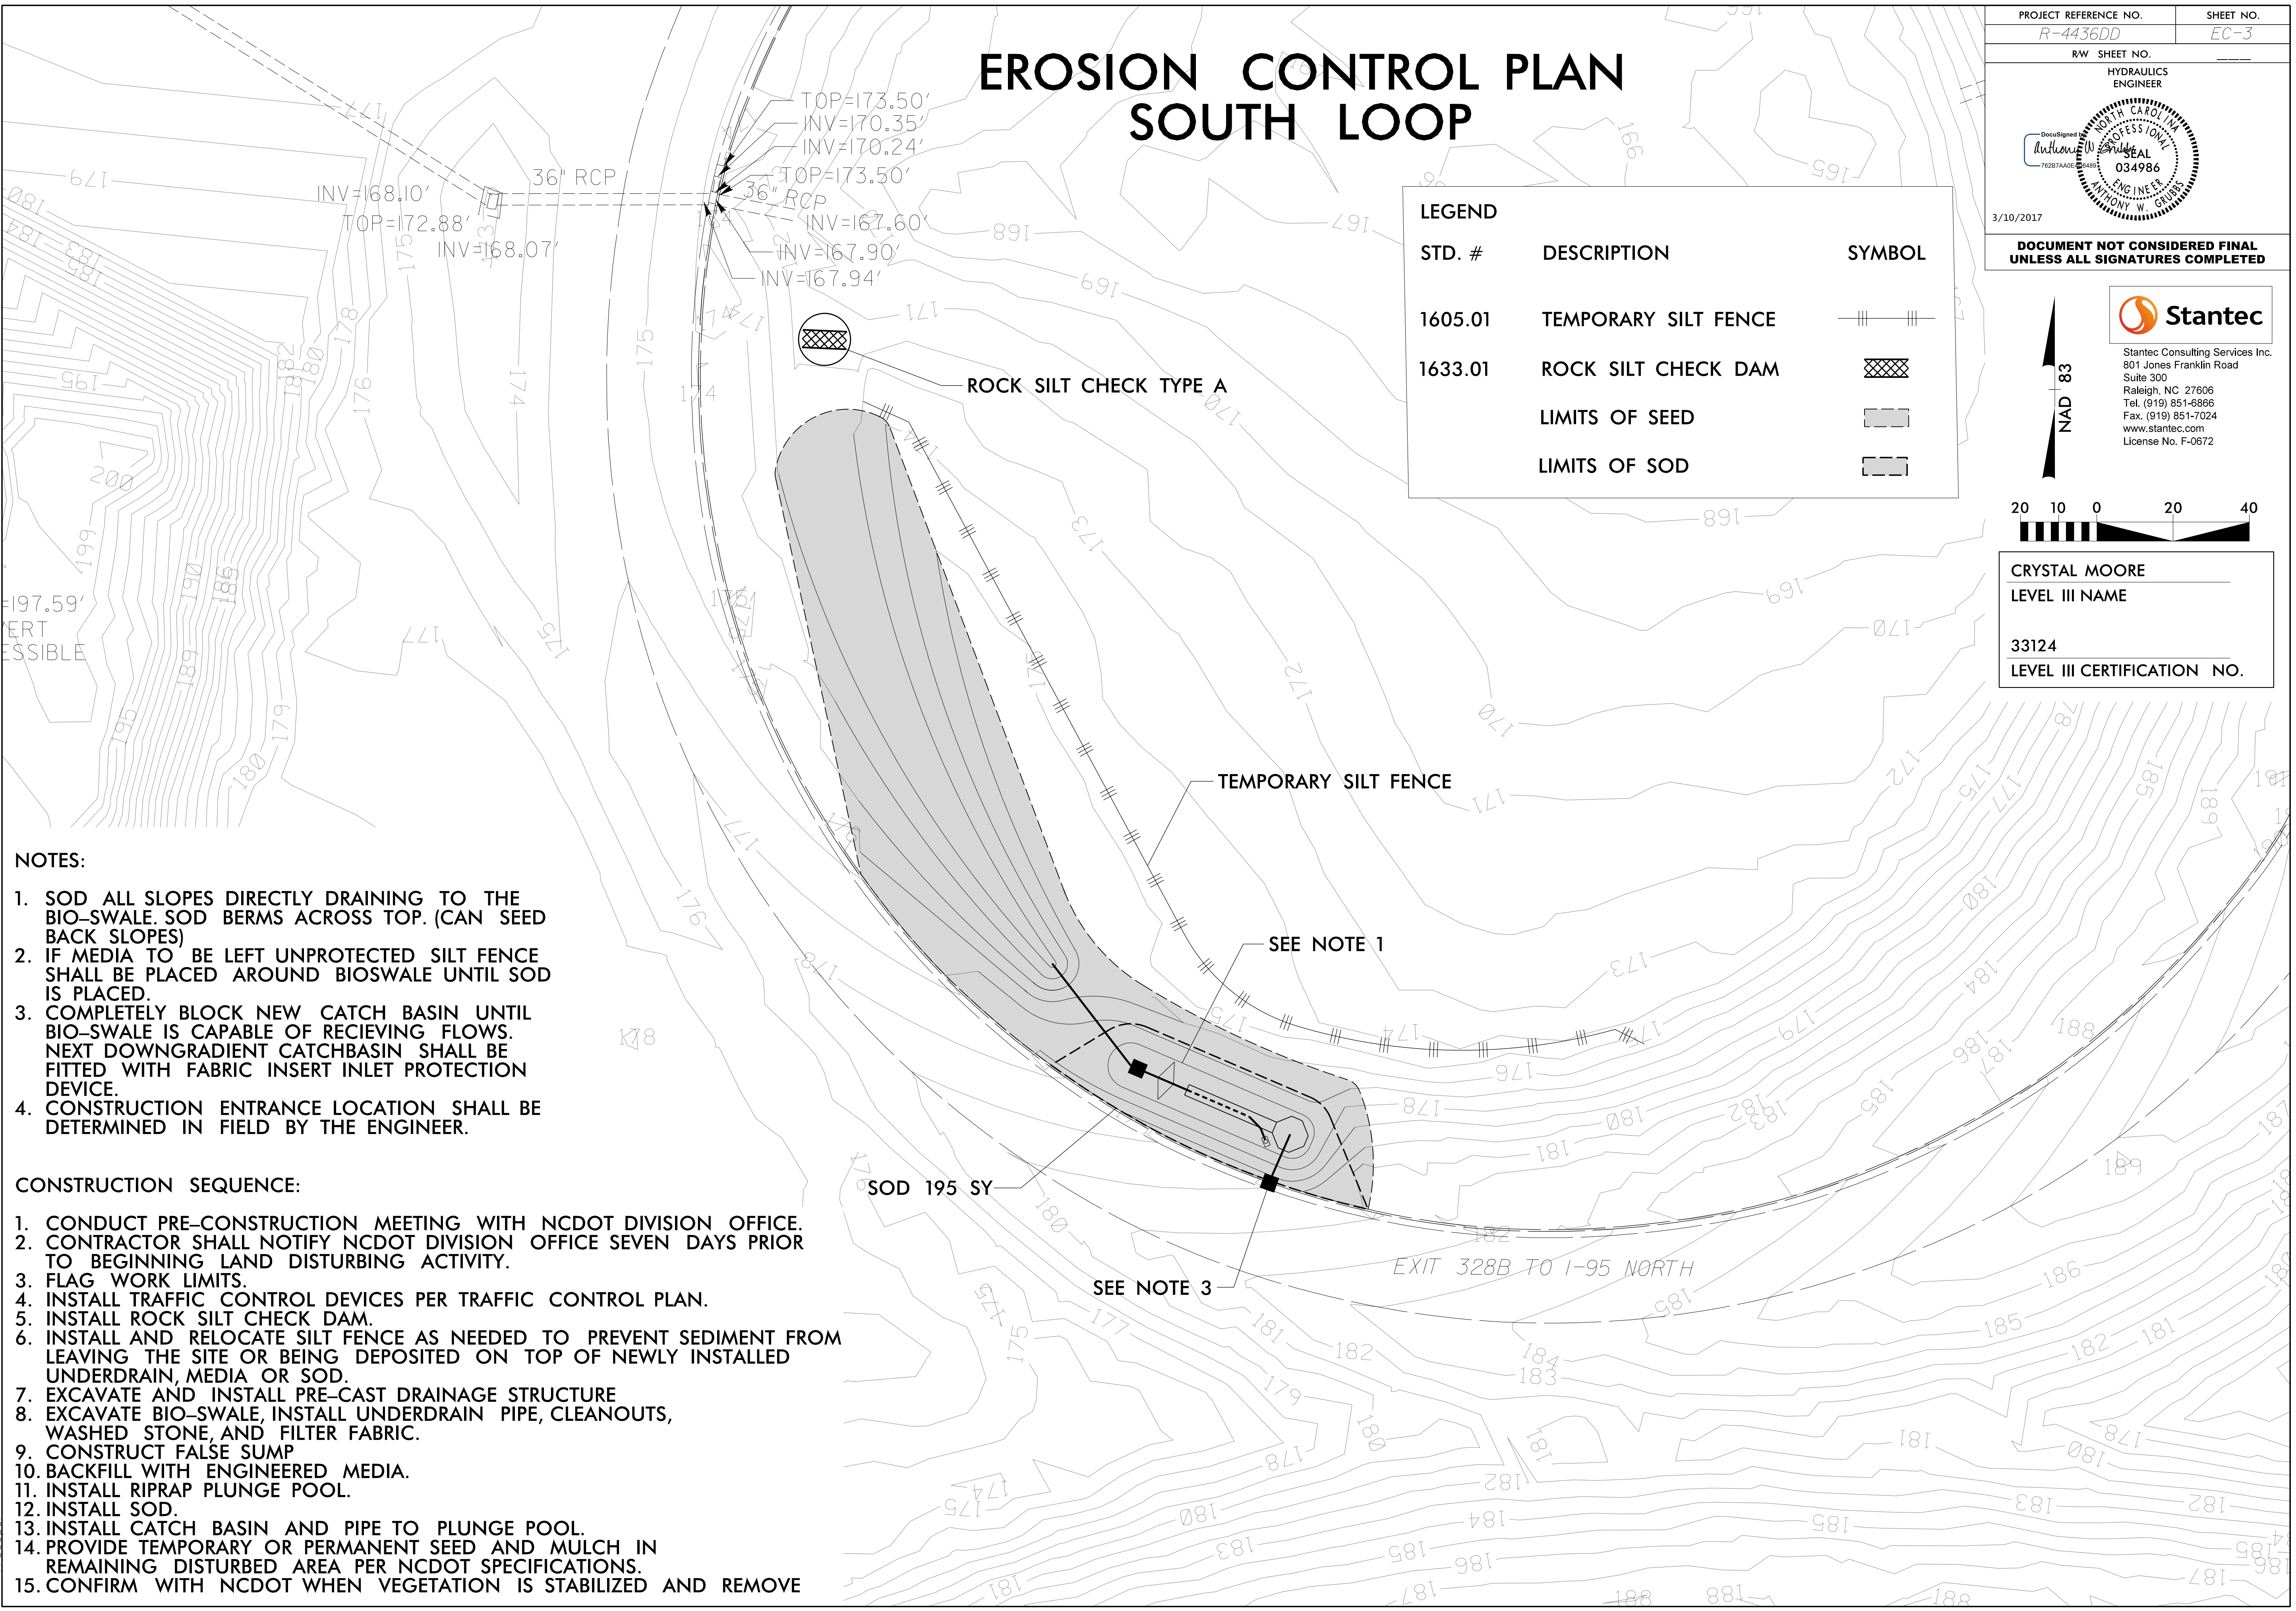 EROSION CONTROL PLAN
SOUTH LOOP
PROJECT REFERENCE NO.
SHEET NO.
R-4436DD
EC-3
R/W SHEET NO.
HYDRAULICS
ENGINEER
NORTH CAROLINA
PROFESSIONAL
SEAL
034986
ENGINEER
ANTHONY W. GRUBBS
DocuSigned
3/10/2017
DOCUMENT NOT CONSIDERED FINAL
UNLESS ALL SIGNATURES COMPLETED
Stantec
Stantec Consulting Services Inc.
801 Jones Franklin Road
Suite 300
Raleigh, NC 27606
Tel. (919) 851-6866
Fax. (919) 851-7024
www.stantec.com
License No. F-0672
NAD 83
20 10 0 20 40
CRYSTAL MOORE
LEVEL III NAME
33124
LEVEL III CERTIFICATION NO.
LEGEND
STD. # DESCRIPTION SYMBOL
1605.01 TEMPORARY SILT FENCE
1633.01 ROCK SILT CHECK DAM
LIMITS OF SEED
LIMITS OF SOD
TOP=173.50'
INV=170.35'
INV=170.24'
TOP=173.50'
36" RCP
INV=167.60'
INV=167.90'
INV=167.94'
36" RCP
INV=168.10'
TOP=172.88'
INV=168.07'
=197.59'
ERT
ESSIBLE
ROCK SILT CHECK TYPE A
TEMPORARY SILT FENCE
SEE NOTE 1
SOD 195 SY
SEE NOTE 3
EXIT 328B TO I-95 NORTH
NOTES:
1. SOD ALL SLOPES DIRECTLY DRAINING TO THE
BIO-SWALE. SOD BERMS ACROSS TOP. (CAN SEED
BACK SLOPES)
2. IF MEDIA TO BE LEFT UNPROTECTED SILT FENCE
SHALL BE PLACED AROUND BIOSWALE UNTIL SOD
IS PLACED.
3. COMPLETELY BLOCK NEW CATCH BASIN UNTIL
BIO-SWALE IS CAPABLE OF RECIEVING FLOWS.
NEXT DOWNGRADIENT CATCHBASIN SHALL BE
FITTED WITH FABRIC INSERT INLET PROTECTION
DEVICE.
4. CONSTRUCTION ENTRANCE LOCATION SHALL BE
DETERMINED IN FIELD BY THE ENGINEER.
CONSTRUCTION SEQUENCE:
1. CONDUCT PRE-CONSTRUCTION MEETING WITH NCDOT DIVISION OFFICE.
2. CONTRACTOR SHALL NOTIFY NCDOT DIVISION OFFICE SEVEN DAYS PRIOR
TO BEGINNING LAND DISTURBING ACTIVITY.
3. FLAG WORK LIMITS.
4. INSTALL TRAFFIC CONTROL DEVICES PER TRAFFIC CONTROL PLAN.
5. INSTALL ROCK SILT CHECK DAM.
6. INSTALL AND RELOCATE SILT FENCE AS NEEDED TO PREVENT SEDIMENT FROM
LEAVING THE SITE OR BEING DEPOSITED ON TOP OF NEWLY INSTALLED
UNDERDRAIN, MEDIA OR SOD.
7. EXCAVATE AND INSTALL PRE-CAST DRAINAGE STRUCTURE
8. EXCAVATE BIO-SWALE, INSTALL UNDERDRAIN PIPE, CLEANOUTS,
WASHED STONE, AND FILTER FABRIC.
9. CONSTRUCT FALSE SUMP
10. BACKFILL WITH ENGINEERED MEDIA.
11. INSTALL RIPRAP PLUNGE POOL.
12. INSTALL SOD.
13. INSTALL CATCH BASIN AND PIPE TO PLUNGE POOL.
14. PROVIDE TEMPORARY OR PERMANENT SEED AND MULCH IN
REMAINING DISTURBED AREA PER NCDOT SPECIFICATIONS.
15. CONFIRM WITH NCDOT WHEN VEGETATION IS STABILIZED AND REMOVE